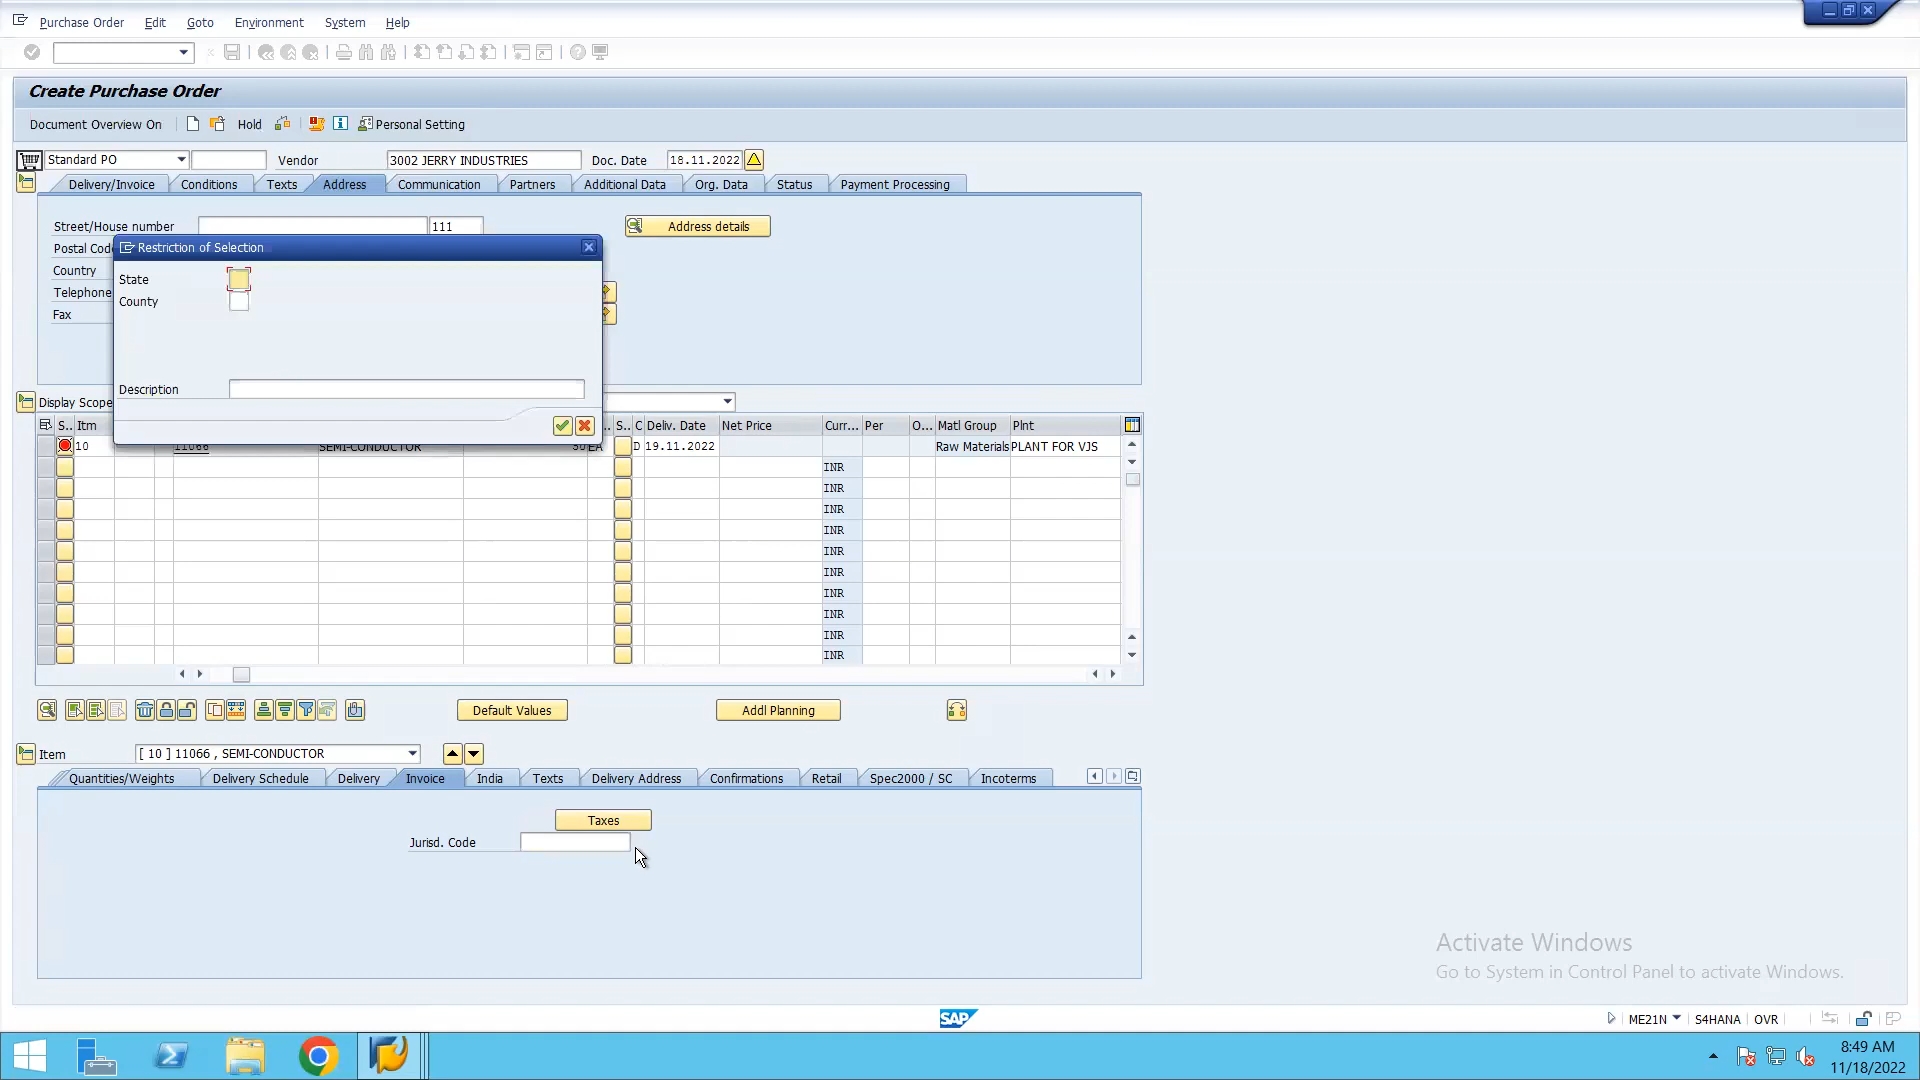 Purchase Order Edit Goto Environment System Help
Create Purchase Order
Document Overview On Hold Personal Setting
Standard PO Vendor 3002 JERRY INDUSTRIES Doc. Date 18.11.2022
Delivery/Invoice Conditions Texts Address Communication Partners Additional Data Org. Data Status Payment Processing
Street/House number 111 Address details
Postal Cod
Country
Telephone
Fax
Restriction of Selection
State
County
Description
Display Scope
S.. Itm S.. C Deliv. Date Net Price Curr... Per O... Matl Group Plnt
10 11066 SEMI-CONDUCTOR 50 EA D 19.11.2022 Raw Materials PLANT FOR VJS
INR
INR
INR
INR
INR
INR
INR
INR
INR
INR
Default Values Addl Planning
Item [ 10 ] 11066 , SEMI-CONDUCTOR
Quantities/Weights Delivery Schedule Delivery Invoice India Texts Delivery Address Confirmations Retail Spec2000 / SC Incoterms
Taxes
Jurisd. Code
Activate Windows
Go to System in Control Panel to activate Windows.
SAP ME21N S4HANA OVR
8:49 AM
11/18/2022